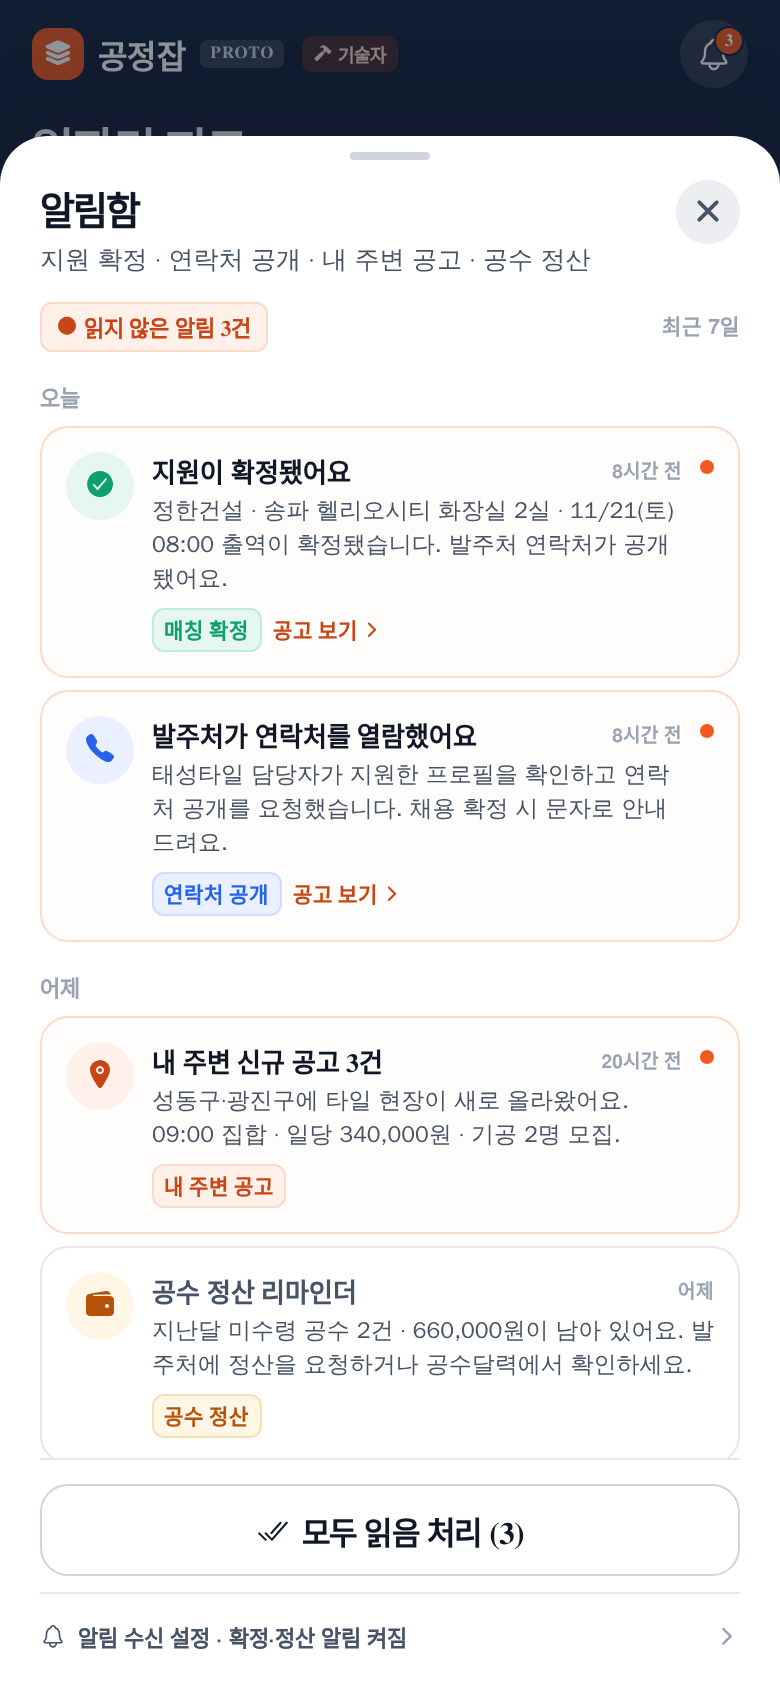 공정잡 PROTO 기술자 3
알림함
지원 확정 · 연락처 공개 · 내 주변 공고 · 공수 정산
읽지 않은 알림 3건 최근 7일
오늘
지원이 확정됐어요 8시간 전
정한건설 · 송파 헬리오시티 화장실 2실 · 11/21(토)
08:00 출역이 확정됐습니다. 발주처 연락처가 공개
됐어요.
매칭 확정 공고 보기
발주처가 연락처를 열람했어요 8시간 전
태성타일 담당자가 지원한 프로필을 확인하고 연락
처 공개를 요청했습니다. 채용 확정 시 문자로 안내
드려요.
연락처 공개 공고 보기
어제
내 주변 신규 공고 3건 20시간 전
성동구·광진구에 타일 현장이 새로 올라왔어요.
09:00 집합 · 일당 340,000원 · 기공 2명 모집.
내 주변 공고
공수 정산 리마인더 어제
지난달 미수령 공수 2건 · 660,000원이 남아 있어요. 발
주처에 정산을 요청하거나 공수달력에서 확인하세요.
공수 정산
모두 읽음 처리 (3)
알림 수신 설정 · 확정·정산 알림 켜짐